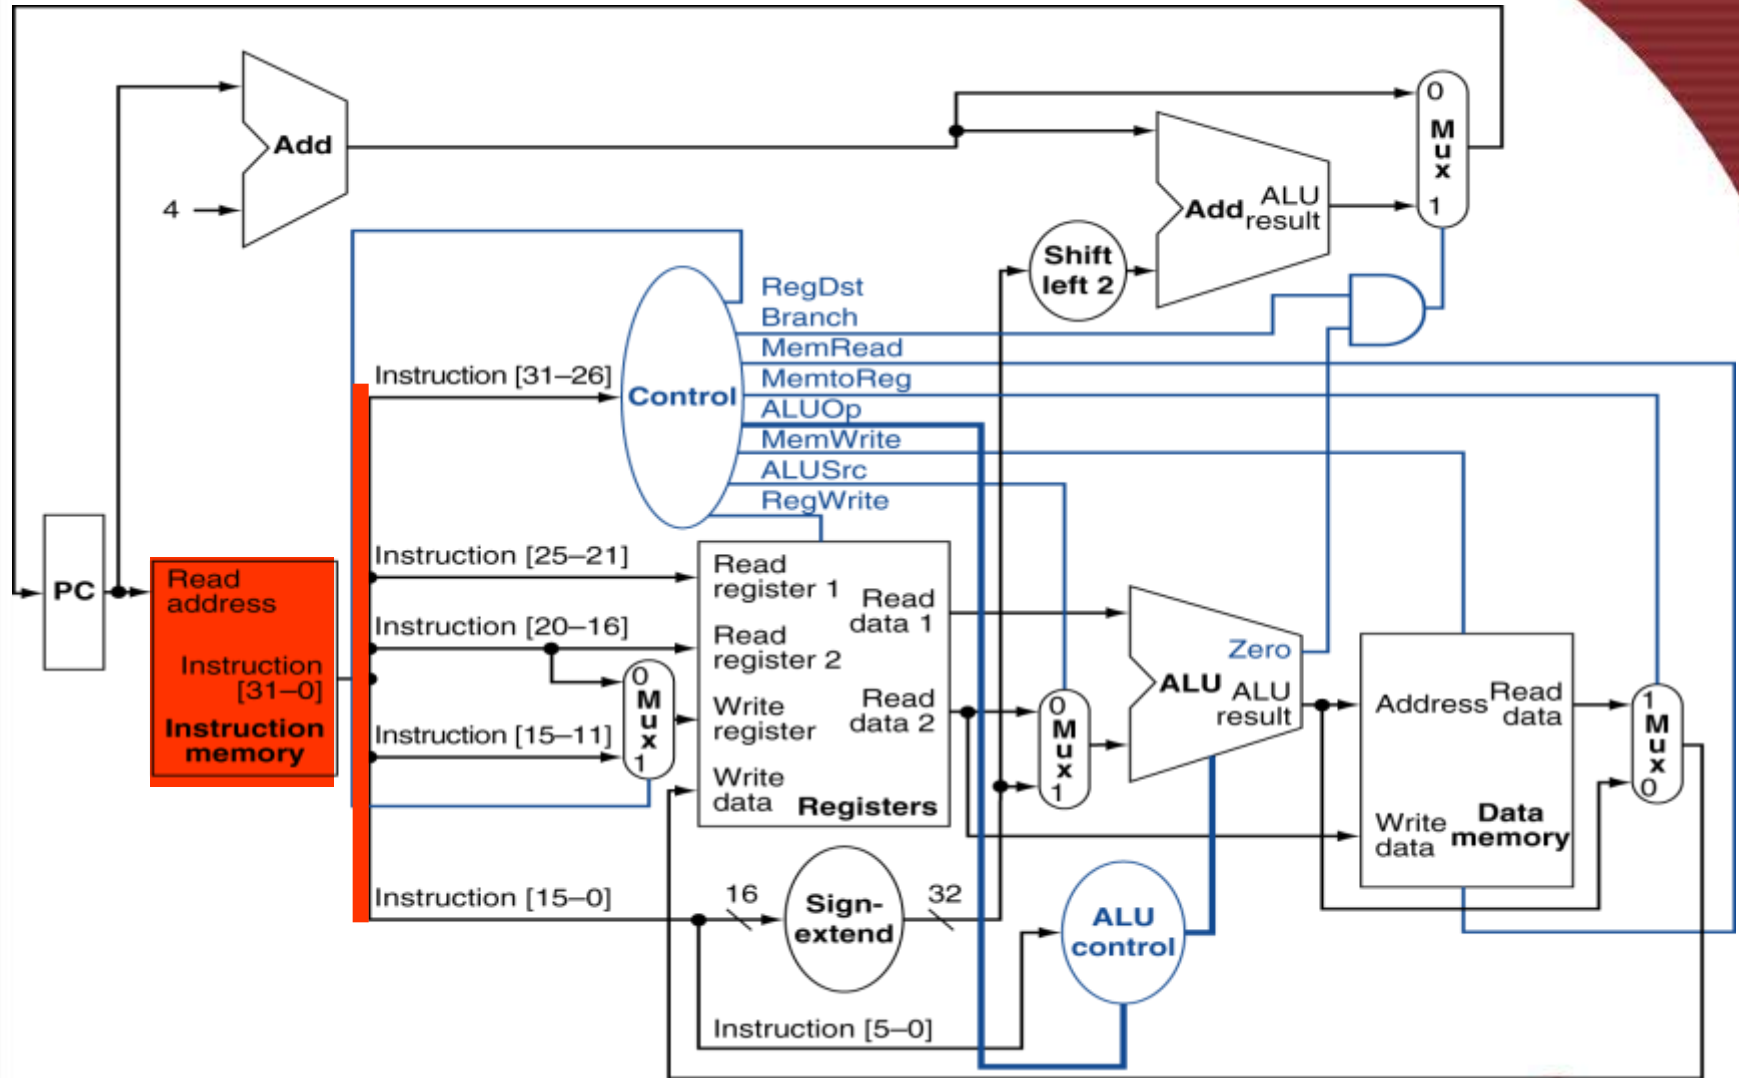 Add
4
0
Mux
1
Add
ALU
result
Shift
left 2
RegDst
Branch
MemRead
MemtoReg
ALUOp
MemWrite
ALUSrc
RegWrite
Control
Instruction [31–26]
PC
Read
address
Instruction
[31–0]
Instruction
memory
Instruction [25–21]
Instruction [20–16]
Instruction [15–11]
Instruction [15–0]
0
Mux
1
Read
register 1
Read
register 2
Write
register
Write
data
Read
data 1
Read
data 2
Registers
0
Mux
1
Zero
ALU
ALU
result
Address
Read
data
Write
data
Data
memory
1
Mux
0
16
Sign-
extend
32
ALU
control
Instruction [5–0]